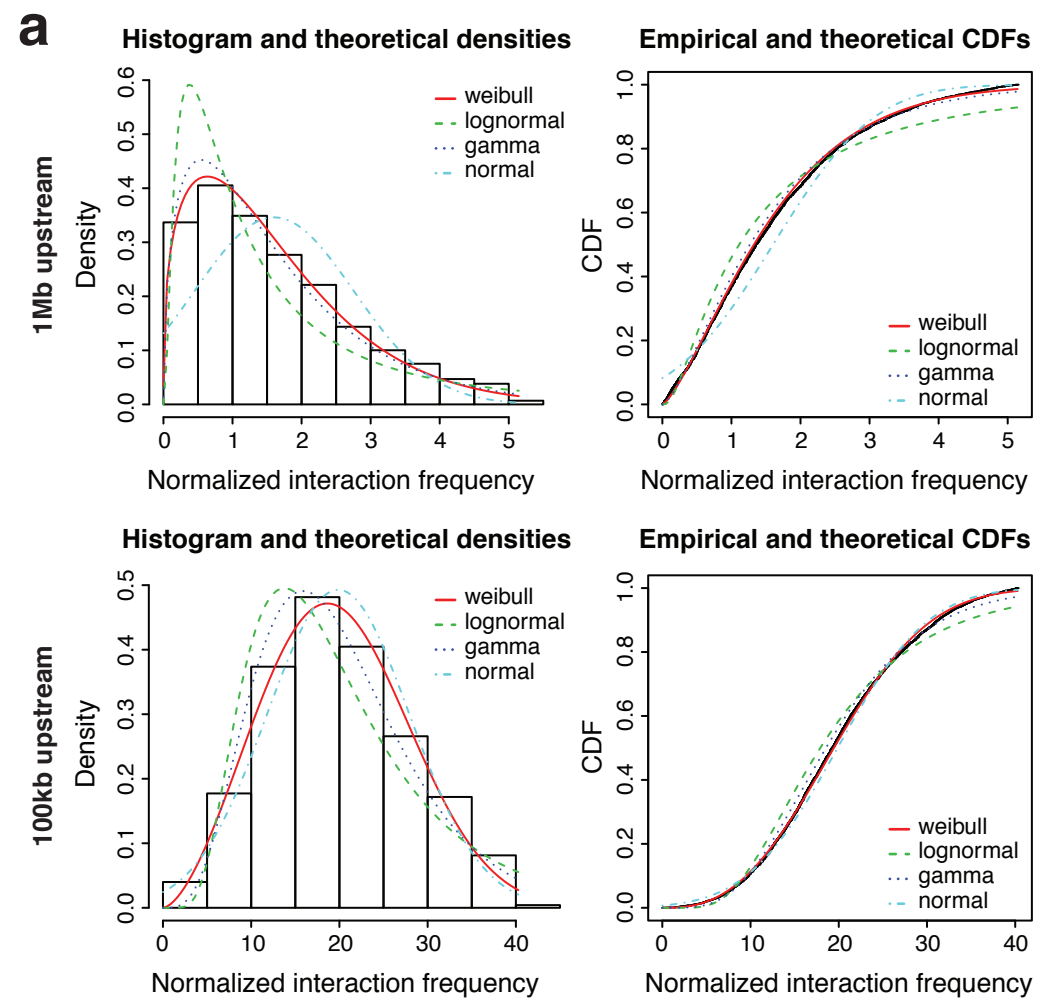 a
Histogram and theoretical densities
1Mb upstream
Density
0.0 0.1 0.2 0.3 0.4 0.5 0.6
weibull
lognormal
gamma
normal
0 1 2 3 4 5
Normalized interaction frequency
Empirical and theoretical CDFs
CDF
0.0 0.2 0.4 0.6 0.8 1.0
weibull
lognormal
gamma
normal
0 1 2 3 4 5
Normalized interaction frequency
Histogram and theoretical densities
100kb upstream
Density
0.0 0.1 0.2 0.3 0.4 0.5
weibull
lognormal
gamma
normal
0 10 20 30 40
Normalized interaction frequency
Empirical and theoretical CDFs
CDF
0.0 0.2 0.4 0.6 0.8 1.0
weibull
lognormal
gamma
normal
0 10 20 30 40
Normalized interaction frequency